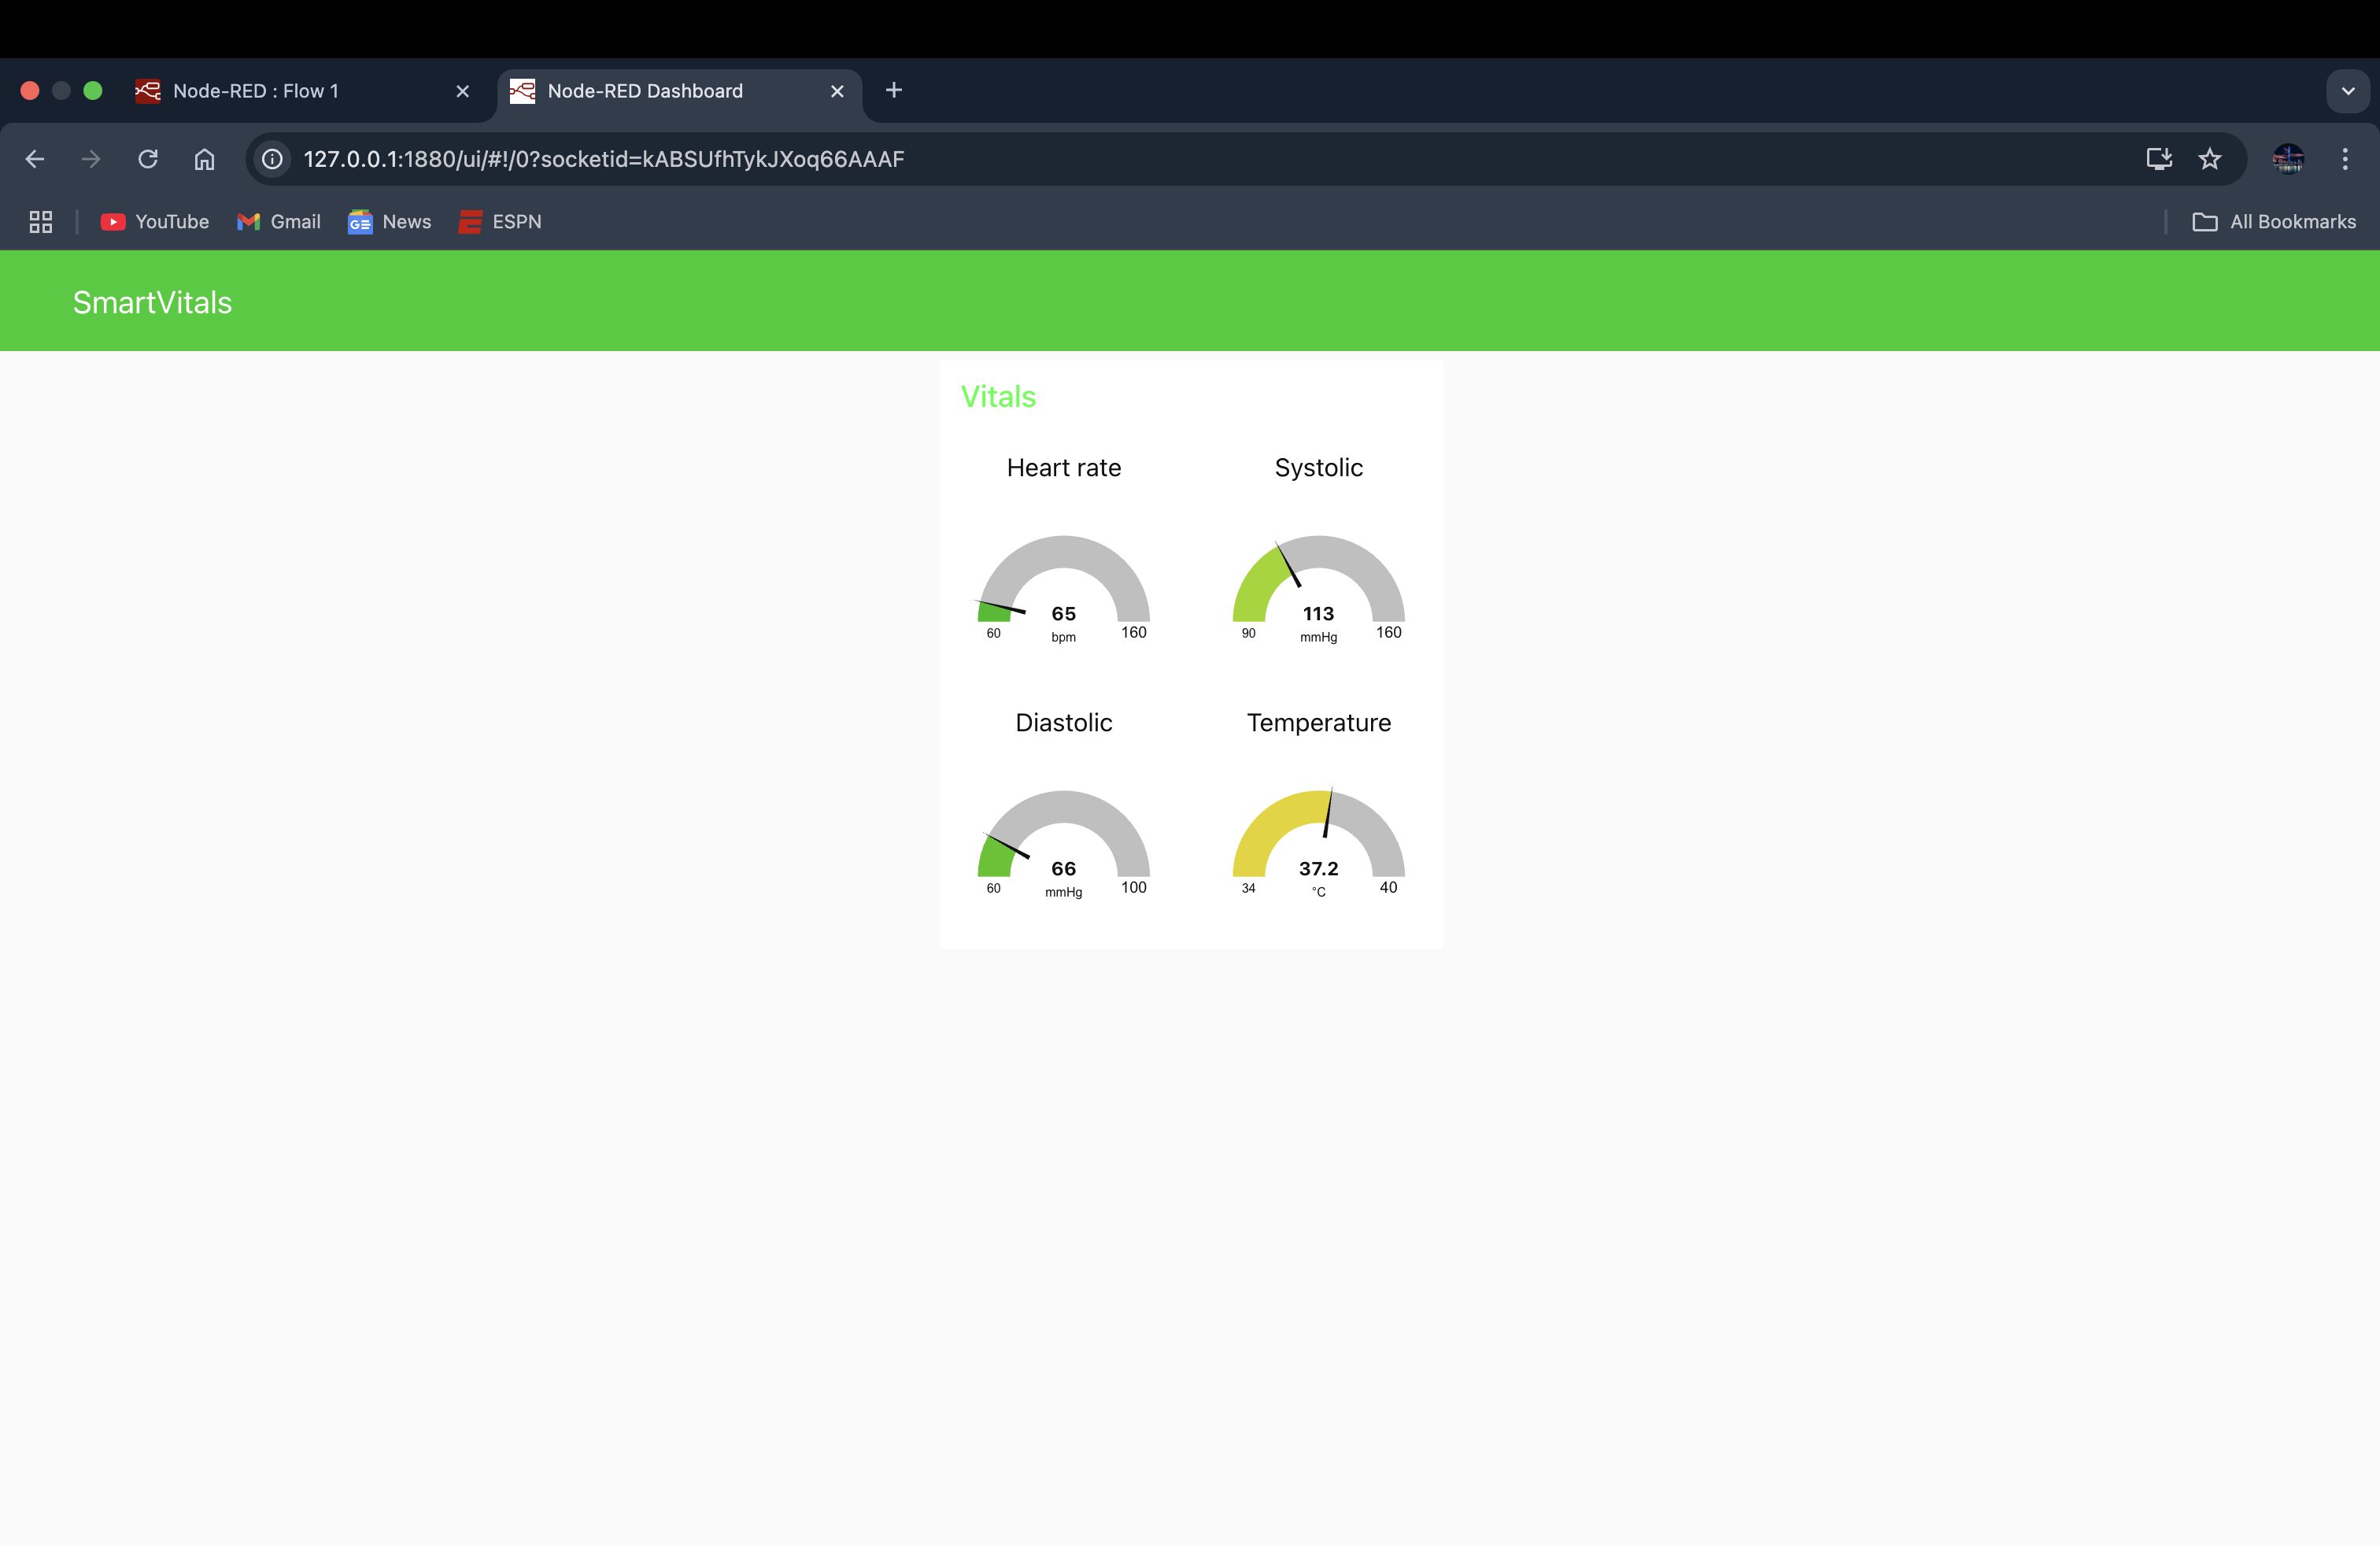 Node-RED : Flow 1
Node-RED Dashboard
127.0.0.1:1880/ui/#!/0?socketid=kABSUfhTykJXoq66AAAF
YouTube Gmail News ESPN All Bookmarks
SmartVitals
Vitals
Heart rate Systolic
65 113
60 bpm 160 90 mmHg 160
Diastolic Temperature
66 37.2
60 mmHg 100 34 °C 40